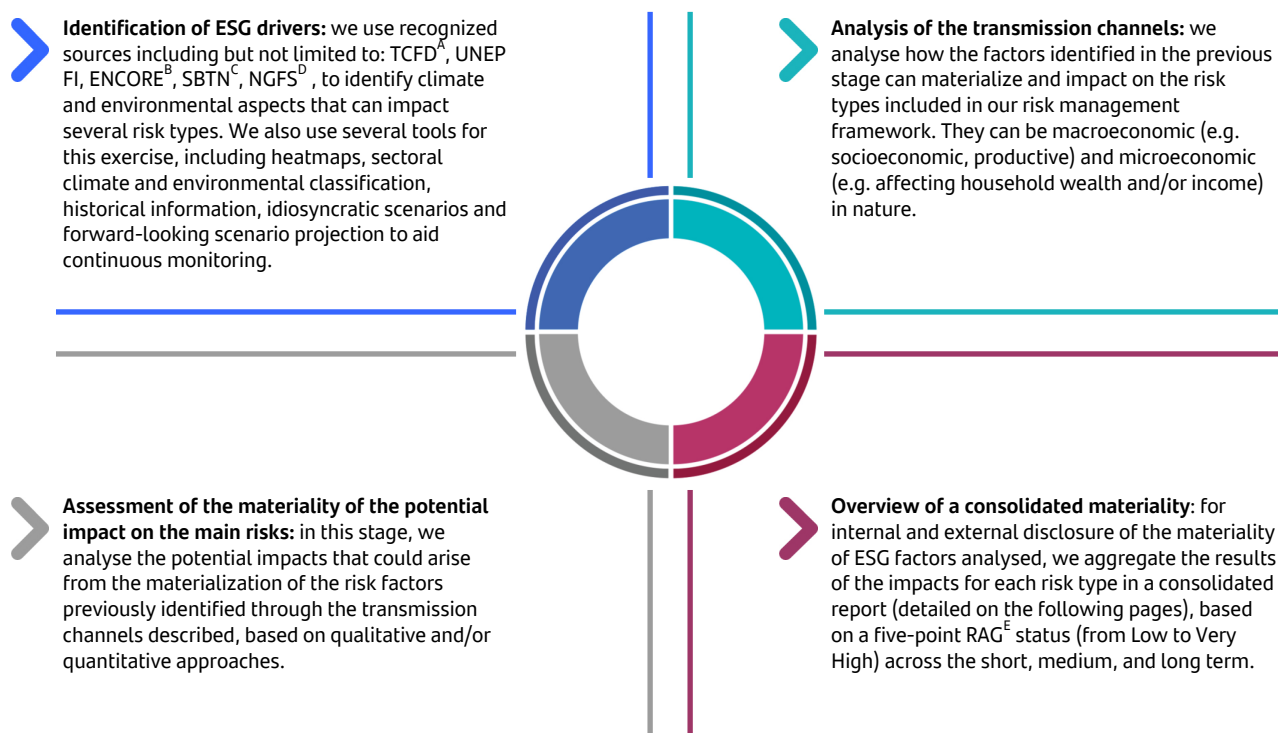 Identification of ESG drivers: we use recognized
sources including but not limited to: TCFD^A, UNEP
FI, ENCORE^B, SBTN^C, NGFS^D , to identify climate
and environmental aspects that can impact
several risk types. We also use several tools for
this exercise, including heatmaps, sectoral
climate and environmental classification,
historical information, idiosyncratic scenarios and
forward-looking scenario projection to aid
continuous monitoring.
Analysis of the transmission channels: we
analyse how the factors identified in the previous
stage can materialize and impact on the risk
types included in our risk management
framework. They can be macroeconomic (e.g.
socioeconomic, productive) and microeconomic
(e.g. affecting household wealth and/or income)
in nature.
Assessment of the materiality of the potential
impact on the main risks: in this stage, we
analyse the potential impacts that could arise
from the materialization of the risk factors
previously identified through the transmission
channels described, based on qualitative and/or
quantitative approaches.
Overview of a consolidated materiality: for
internal and external disclosure of the materiality
of ESG factors analysed, we aggregate the results
of the impacts for each risk type in a consolidated
report (detailed on the following pages), based
on a five-point RAG^E status (from Low to Very
High) across the short, medium, and long term.